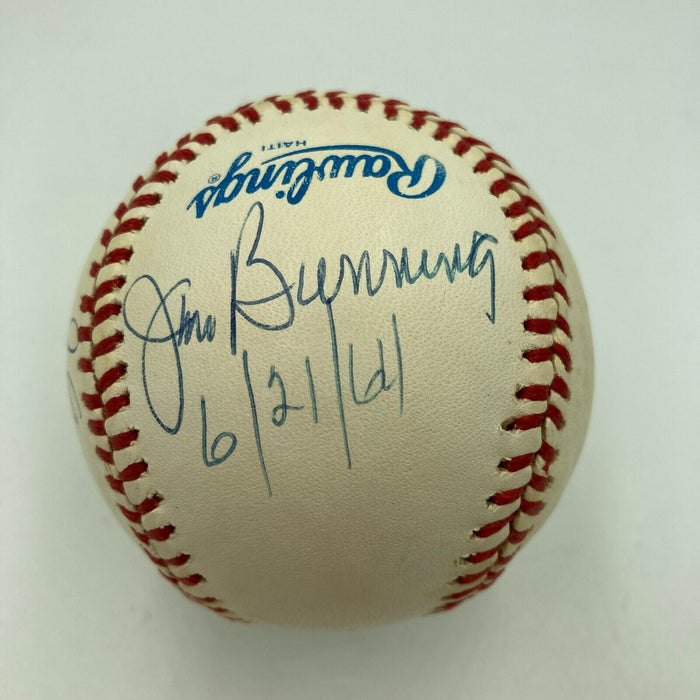 Rawlings®
HAITI
Jim Bunning
6/21/64